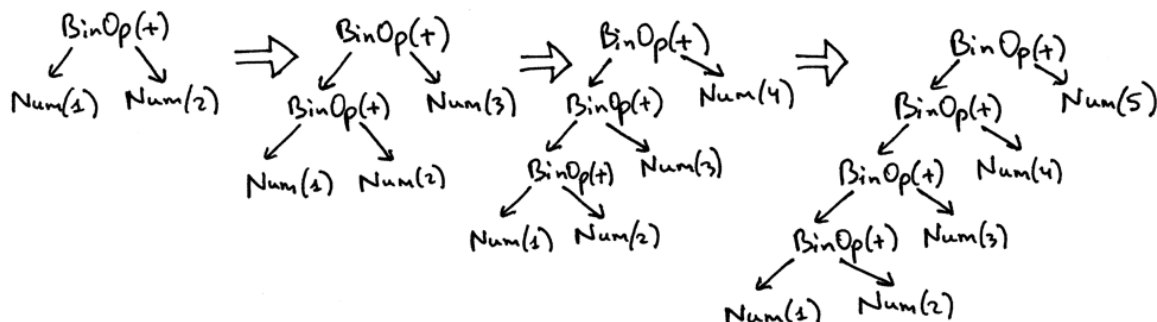 BinOp(+)
Num(1) Num(2)
BinOp(+)
BinOp(+) Num(3)
Num(1) Num(2)
BinOp(+)
BinOp(+) Num(4)
BinOp(+) Num(3)
Num(1) Num(2)
BinOp(+)
BinOp(+) Num(5)
BinOp(+) Num(4)
BinOp(+) Num(3)
Num(1) Num(2)